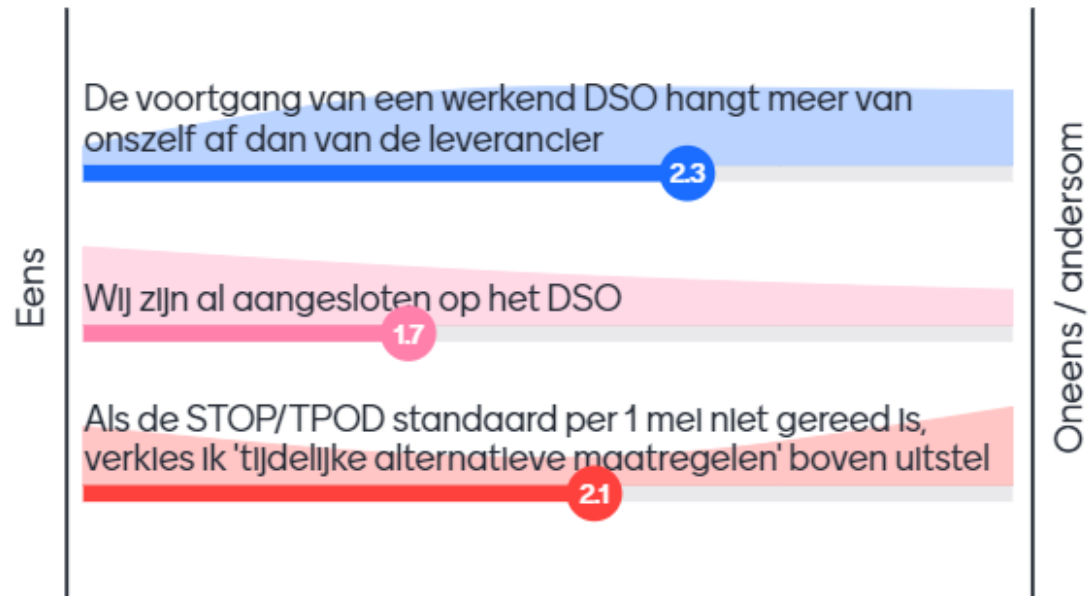 De voortgang van een werkend DSO hangt meer van
onszelf af dan van de leverancier
2.3
Eens
Wij zijn al aangesloten op het DSO
1.7
Als de STOP/TPOD standaard per 1 mei niet gereed is,
verkies ik 'tijdelijke alternatieve maatregelen' boven uitstel
2.1
Oneens / andersom